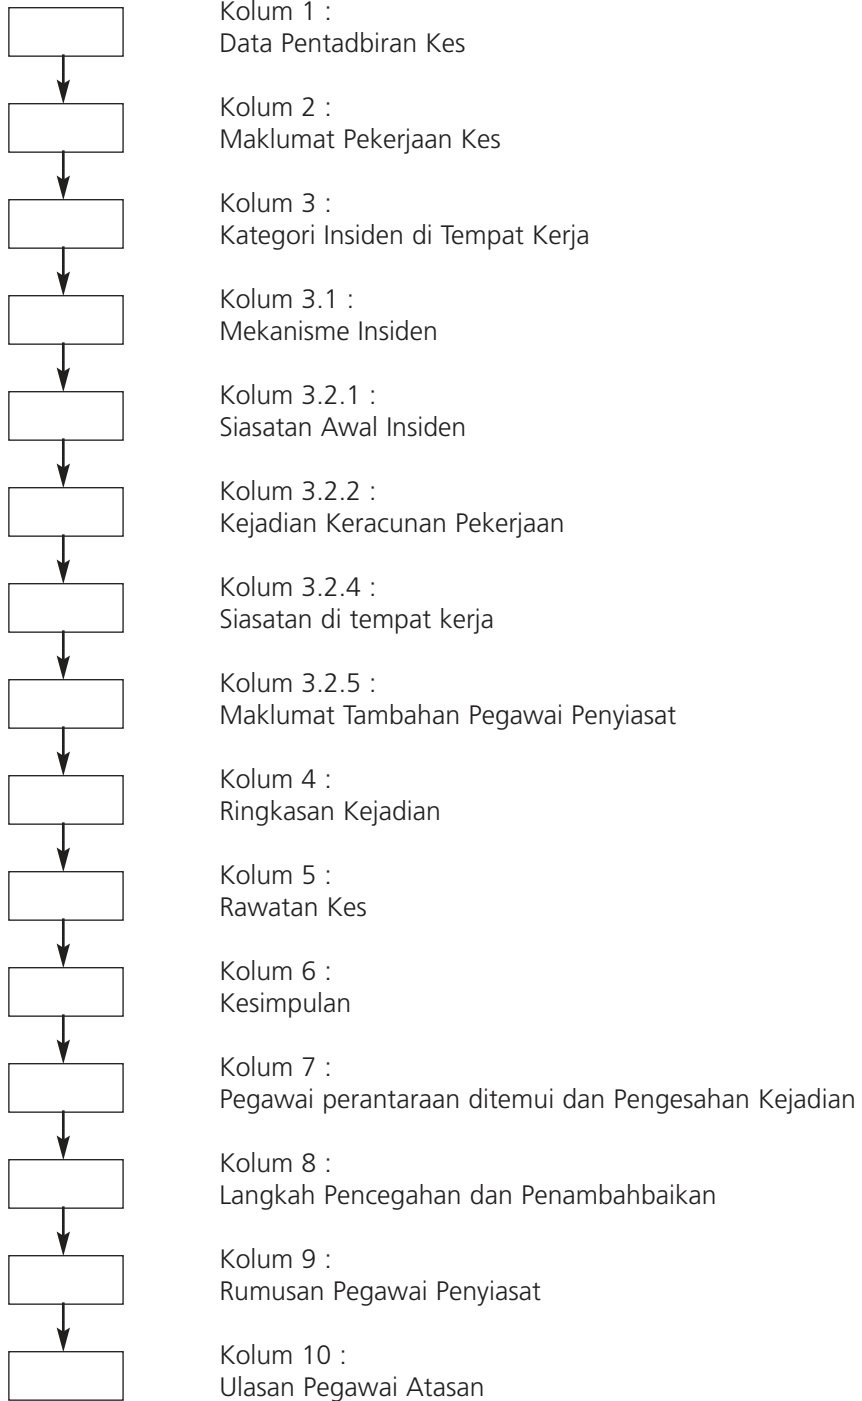 Kolum 1 :
Data Pentadbiran Kes
Kolum 2 :
Maklumat Pekerjaan Kes
Kolum 3 :
Kategori Insiden di Tempat Kerja
Kolum 3.1 :
Mekanisme Insiden
Kolum 3.2.1 :
Siasatan Awal Insiden
Kolum 3.2.2 :
Kejadian Keracunan Pekerjaan
Kolum 3.2.4 :
Siasatan di tempat kerja
Kolum 3.2.5 :
Maklumat Tambahan Pegawai Penyiasat
Kolum 4 :
Ringkasan Kejadian
Kolum 5 :
Rawatan Kes
Kolum 6 :
Kesimpulan
Kolum 7 :
Pegawai perantaraan ditemui dan Pengesahan Kejadian
Kolum 8 :
Langkah Pencegahan dan Penambahbaikan
Kolum 9 :
Rumusan Pegawai Penyiasat
Kolum 10 :
Ulasan Pegawai Atasan